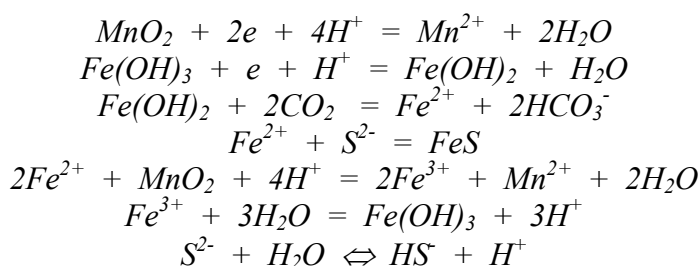 MnO₂ + 2e + 4H⁺ = Mn²⁺ + 2H₂O
Fe(OH)₃ + e + H⁺ = Fe(OH)₂ + H₂O
Fe(OH)₂ + 2CO₂ = Fe²⁺ + 2HCO₃⁻
Fe²⁺ + S²⁻ = FeS
2Fe²⁺ + MnO₂ + 4H⁺ = 2Fe³⁺ + Mn²⁺ + 2H₂O
Fe³⁺ + 3H₂O = Fe(OH)₃ + 3H⁺
S²⁻ + H₂O ⇔ HS⁻ + H⁺